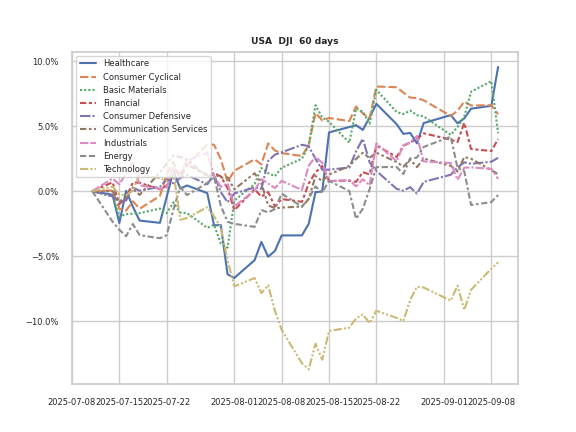 USA DJI 60 days
10.0%
5.0%
0.0%
−5.0%
−10.0%
Healthcare
Consumer Cyclical
Basic Materials
Financial
Consumer Defensive
Communication Services
Industrials
Energy
Technology
2025-07-08
2025-07-15
2025-07-22
2025-08-01
2025-08-08
2025-08-15
2025-08-22
2025-09-01
2025-09-08